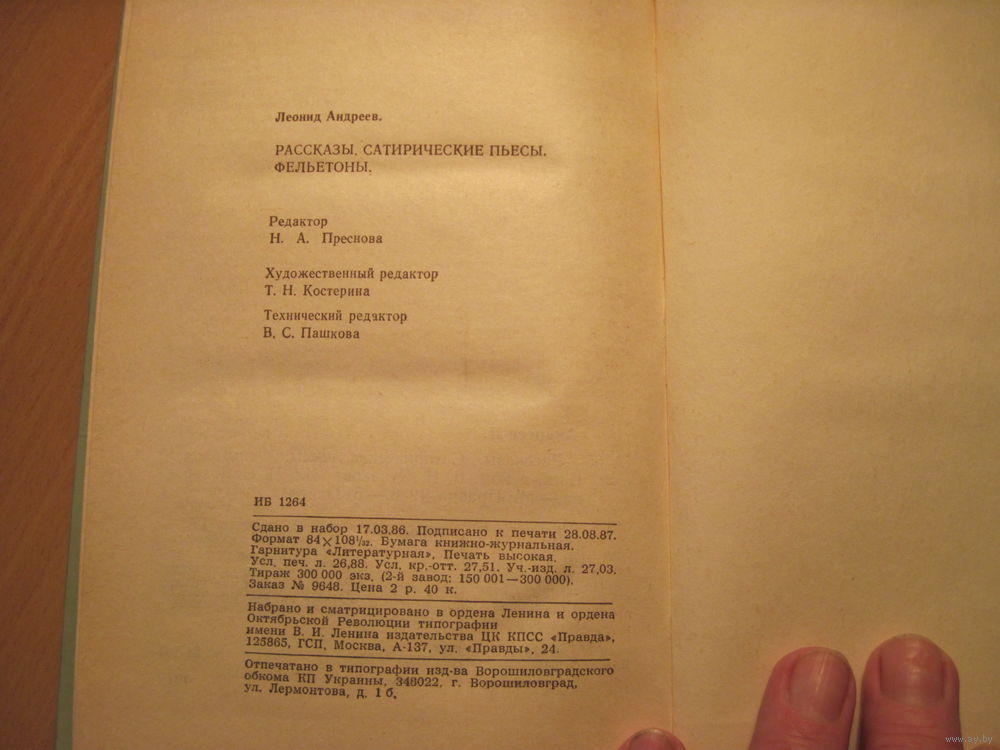 Леонид Андреев.
РАССКАЗЫ. САТИРИЧЕСКИЕ ПЬЕСЫ.
ФЕЛЬЕТОНЫ.
Редактор
Н. А. Преснова
Художественный редактор
Т. Н. Костерина
Технический редактор
В. С. Пашкова
ИБ 1264
Сдано в набор 17.03.86. Подписано к печати 28.08.87.
Формат 84×108¹/₃₂. Бумага книжно-журнальная.
Гарнитура «Литературная». Печать высокая.
Усл. печ. л. 26,88. Усл. кр.-отт. 27,51. Уч.-изд. л. 27,03.
Тираж 300 000 экз. (2-й завод: 150 001—300 000).
Заказ № 9648. Цена 2 р. 40 к.
Набрано и сматрицировано в ордена Ленина и ордена
Октябрьской Революции типографии
имени В. И. Ленина издательства ЦК КПСС «Правда»,
125865, ГСП, Москва, А-137, ул. «Правды», 24.
Отпечатано в типографии изд-ва Ворошиловградского
обкома КП Украины, 348022, г. Ворошиловград,
ул. Лермонтова, д. 1 б.
www.ay.by